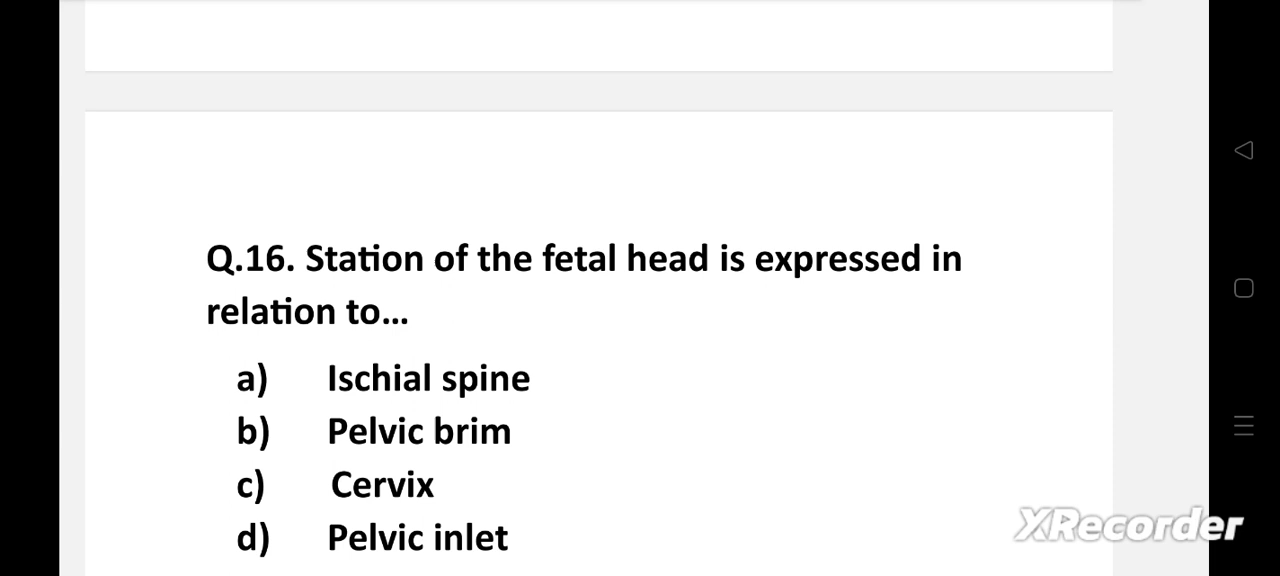 Q.16. Station of the fetal head is expressed in
relation to...
a) Ischial spine
b) Pelvic brim
c) Cervix
d) Pelvic inlet
XRecorder